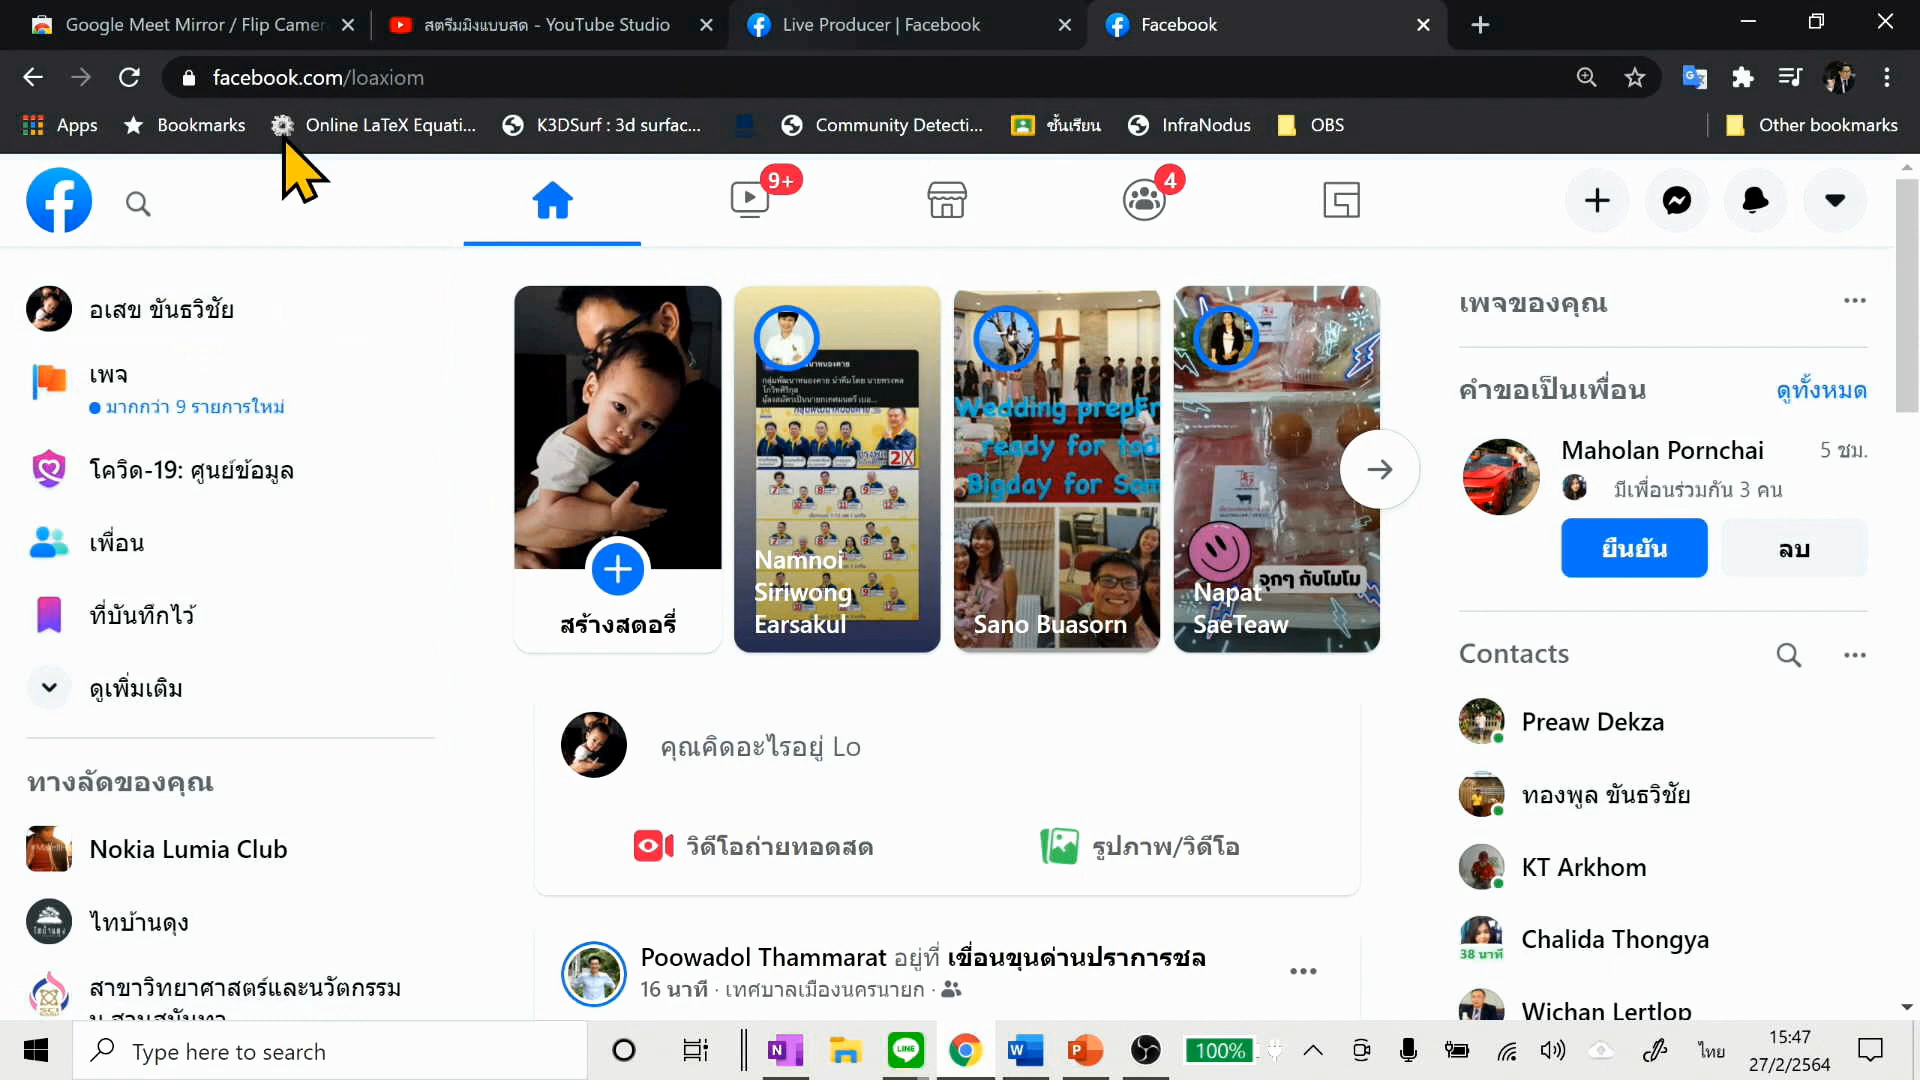 Google Meet Mirror / Flip Camer
สตรีมมิงแบบสด - YouTube Studio
Live Producer | Facebook
Facebook
facebook.com/loaxiom
Apps
Bookmarks
Online LaTeX Equati...
K3DSurf : 3d surfac...
Community Detecti...
ชั้นเรียน
InfraNodus
OBS
Other bookmarks
9+
4
อเสข ขันธวิชัย
เพจ
มากกว่า 9 รายการใหม่
โควิด-19: ศูนย์ข้อมูล
เพื่อน
ที่บันทึกไว้
ดูเพิ่มเติม
ทางลัดของคุณ
Nokia Lumia Club
ไทบ้านดุง
สาขาวิทยาศาสตร์และนวัตกรรม
สร้างสตอรี่
Namnoi
Siriwong
Earsakul
Wedding prep
ready for tod
Bigday for Som
Sano Buasorn
จุกๆ กับโมโม
Napat
SaeTeaw
คุณคิดอะไรอยู่ Lo
วิดีโอถ่ายทอดสด
รูปภาพ/วิดีโอ
Poowadol Thammarat อยู่ที่ เขื่อนขุนด่านปราการชล
16 นาที · เทศบาลเมืองนครนายก ·
เพจของคุณ
คำขอเป็นเพื่อน
ดูทั้งหมด
Maholan Pornchai
5 ชม.
มีเพื่อนร่วมกัน 3 คน
ยืนยัน
ลบ
Contacts
Preaw Dekza
ทองพูล ขันธวิชัย
KT Arkhom
Chalida Thongya
38 นาที
Wichan Lertlop
Type here to search
100%
ไทย
15:47
27/2/2564